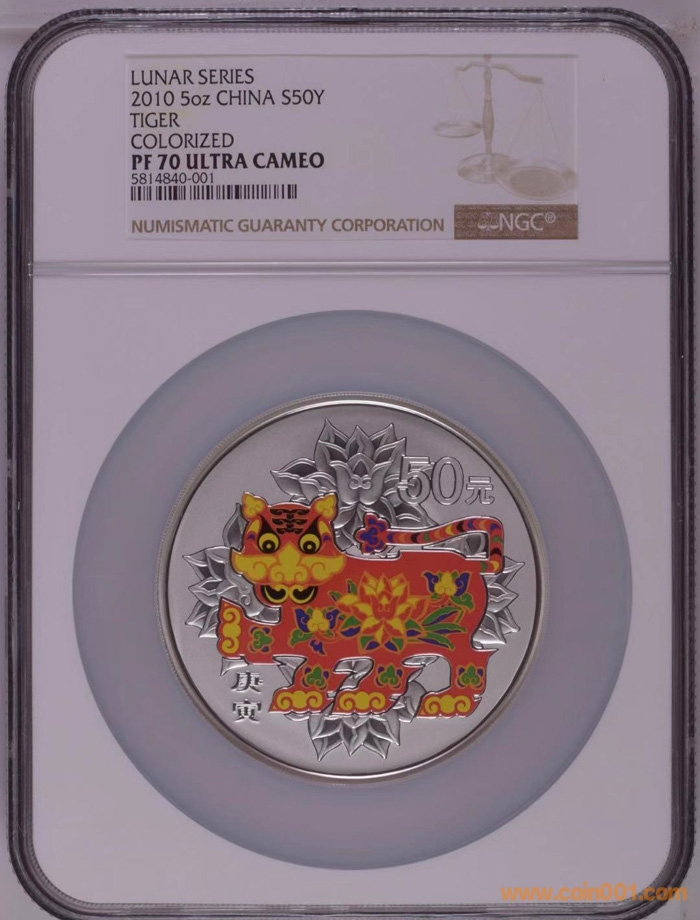 LUNAR SERIES
2010 5oz CHINA S50Y
TIGER
COLORIZED
PF 70 ULTRA CAMEO
5814840-001
NUMISMATIC GUARANTY CORPORATION
NGC®
50元
庚
寅
www.coin001.com